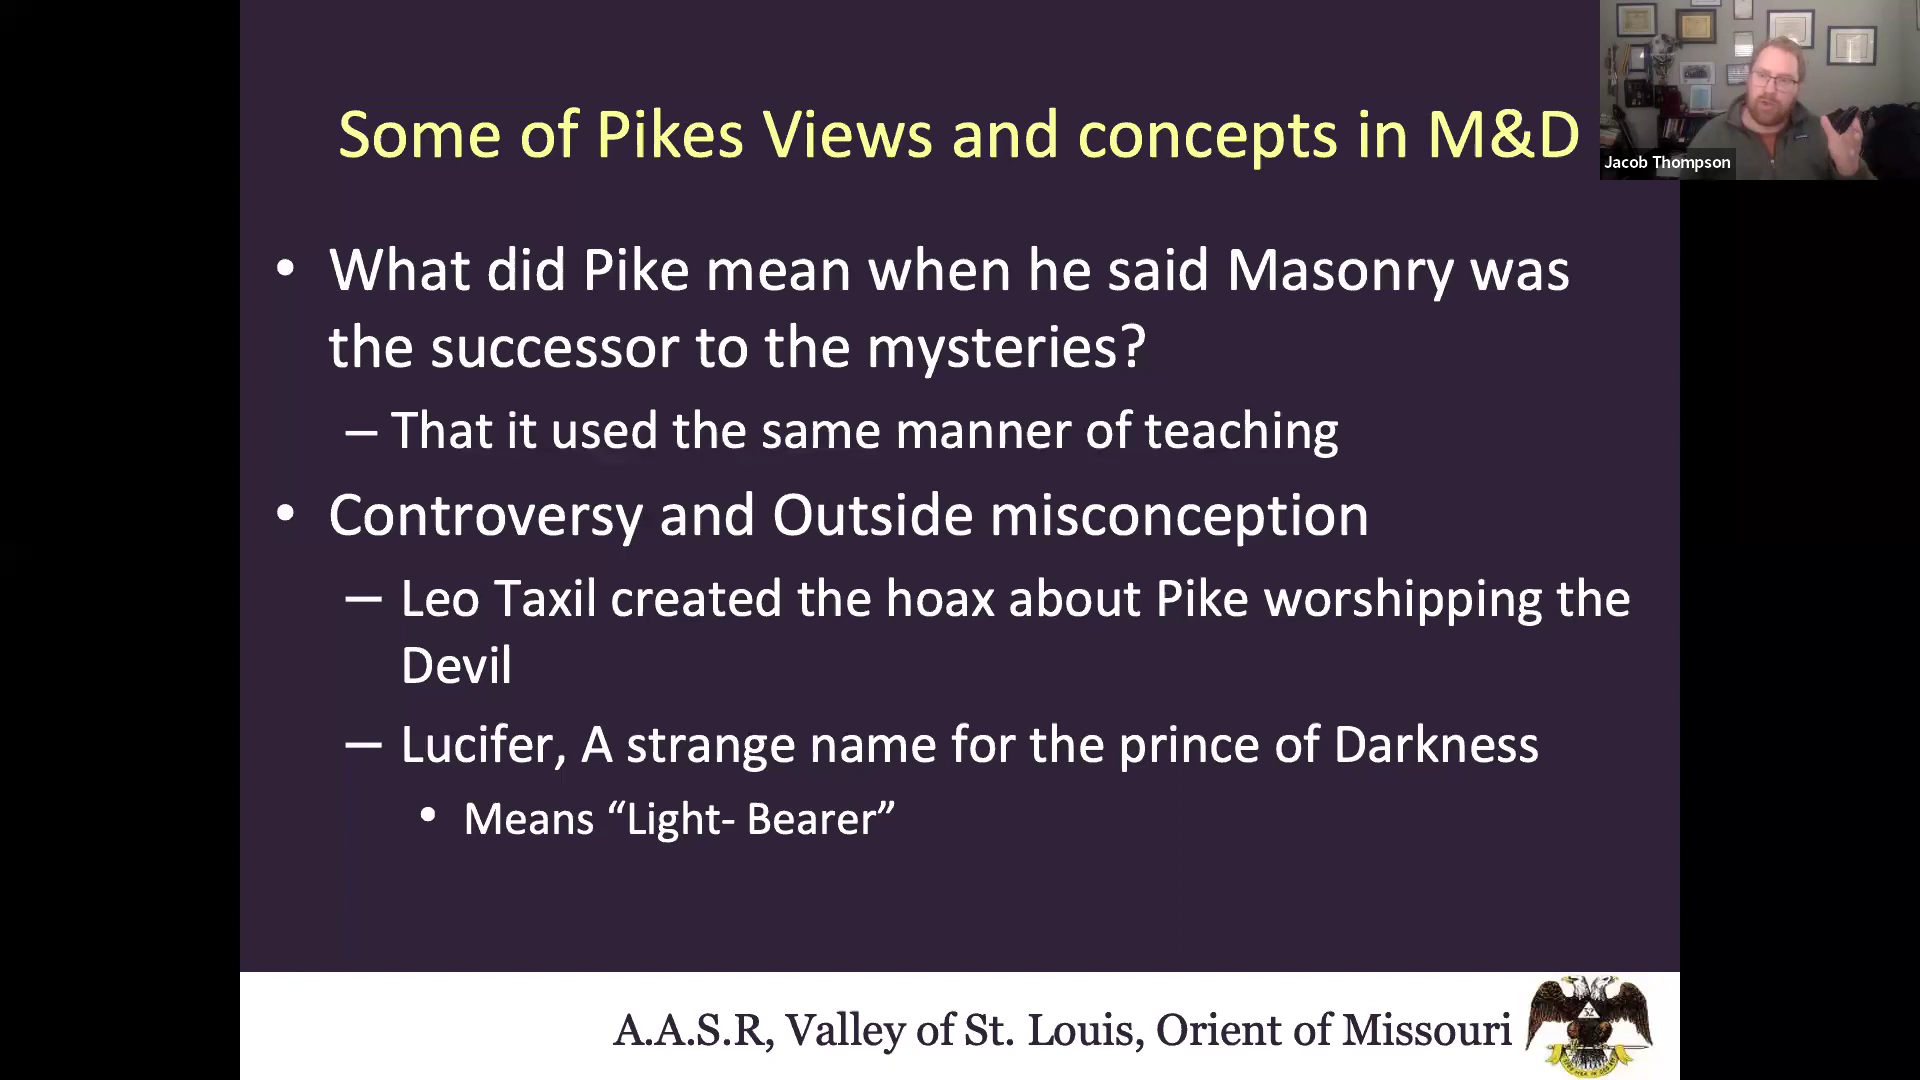 Some of Pikes Views and concepts in M&D
Jacob Thompson
• What did Pike mean when he said Masonry was
the successor to the mysteries?
– That it used the same manner of teaching
• Controversy and Outside misconception
– Leo Taxil created the hoax about Pike worshipping the
Devil
– Lucifer, A strange name for the prince of Darkness
• Means “Light- Bearer”
A.A.S.R, Valley of St. Louis, Orient of Missouri